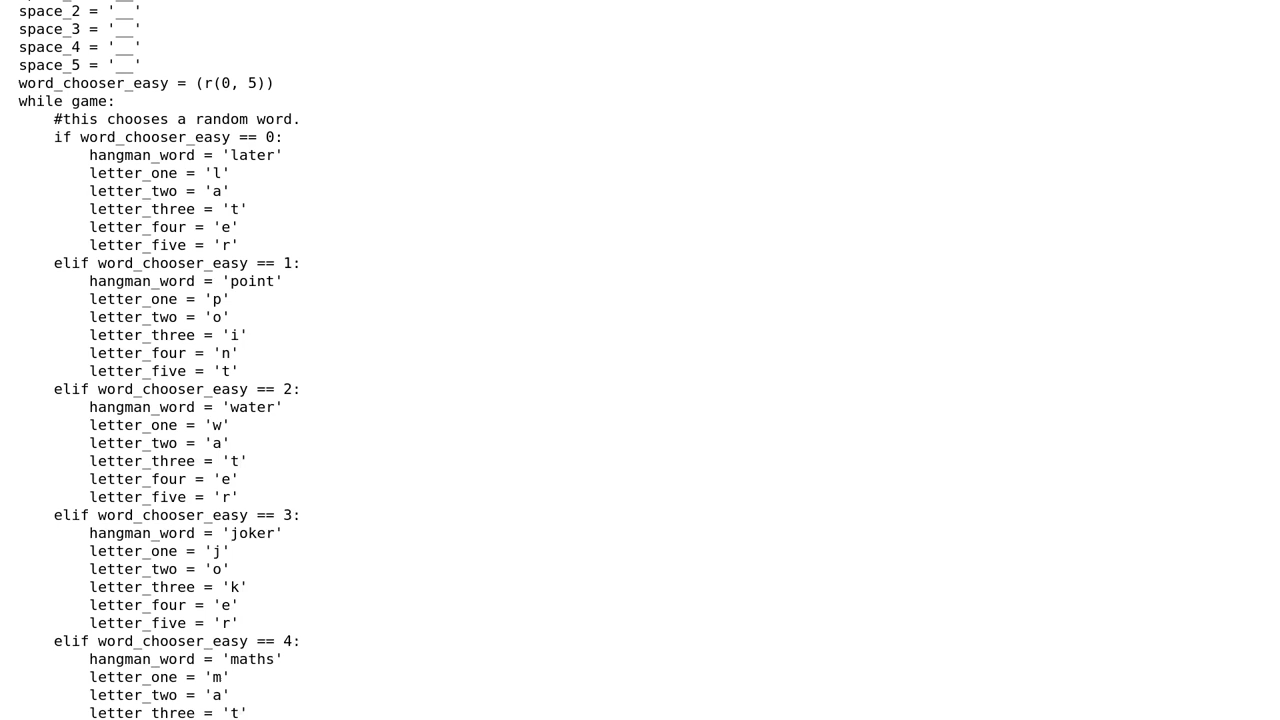 space_2 = '__'
space_3 = '__'
space_4 = '__'
space_5 = '__'
word_chooser_easy = (r(0, 5))
while game:
    #this chooses a random word.
    if word_chooser_easy == 0:
        hangman_word = 'later'
        letter_one = 'l'
        letter_two = 'a'
        letter_three = 't'
        letter_four = 'e'
        letter_five = 'r'
    elif word_chooser_easy == 1:
        hangman_word = 'point'
        letter_one = 'p'
        letter_two = 'o'
        letter_three = 'i'
        letter_four = 'n'
        letter_five = 't'
    elif word_chooser_easy == 2:
        hangman_word = 'water'
        letter_one = 'w'
        letter_two = 'a'
        letter_three = 't'
        letter_four = 'e'
        letter_five = 'r'
    elif word_chooser_easy == 3:
        hangman_word = 'joker'
        letter_one = 'j'
        letter_two = 'o'
        letter_three = 'k'
        letter_four = 'e'
        letter_five = 'r'
    elif word_chooser_easy == 4:
        hangman_word = 'maths'
        letter_one = 'm'
        letter_two = 'a'
        letter_three = 't'